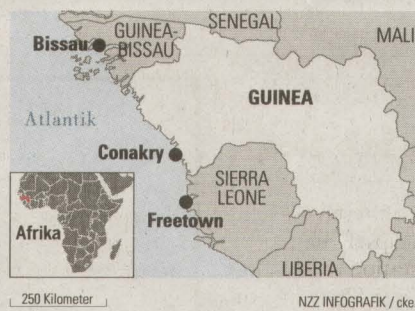 SENEGAL
MALI
GUINEA-
BISSAU
Bissau
GUINEA
Atlantik
Conakry
SIERRA
LEONE
Freetown
Afrika
LIBERIA
250 Kilometer
NZZ INFOGRAFIK / cke